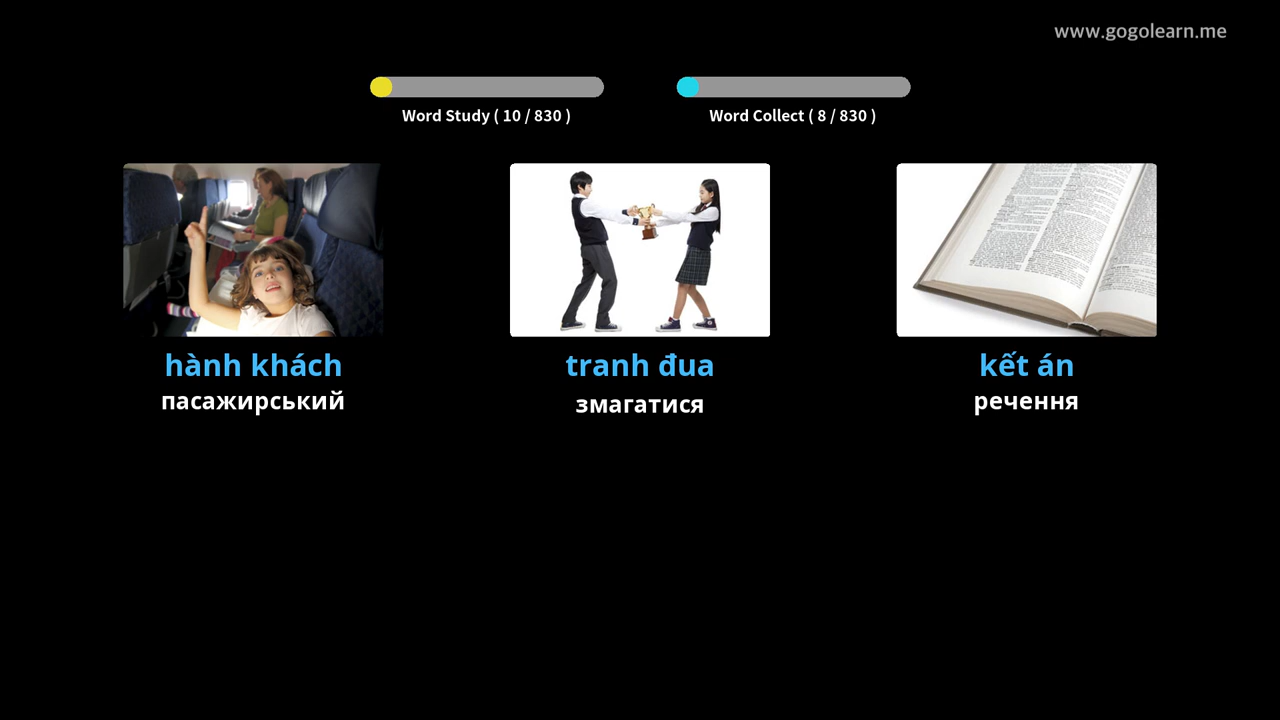 www.gogolearn.me
Word Study ( 10 / 830 )
Word Collect ( 8 / 830 )
hành khách
tranh đua
kết án
пасажирський
змагатися
речення